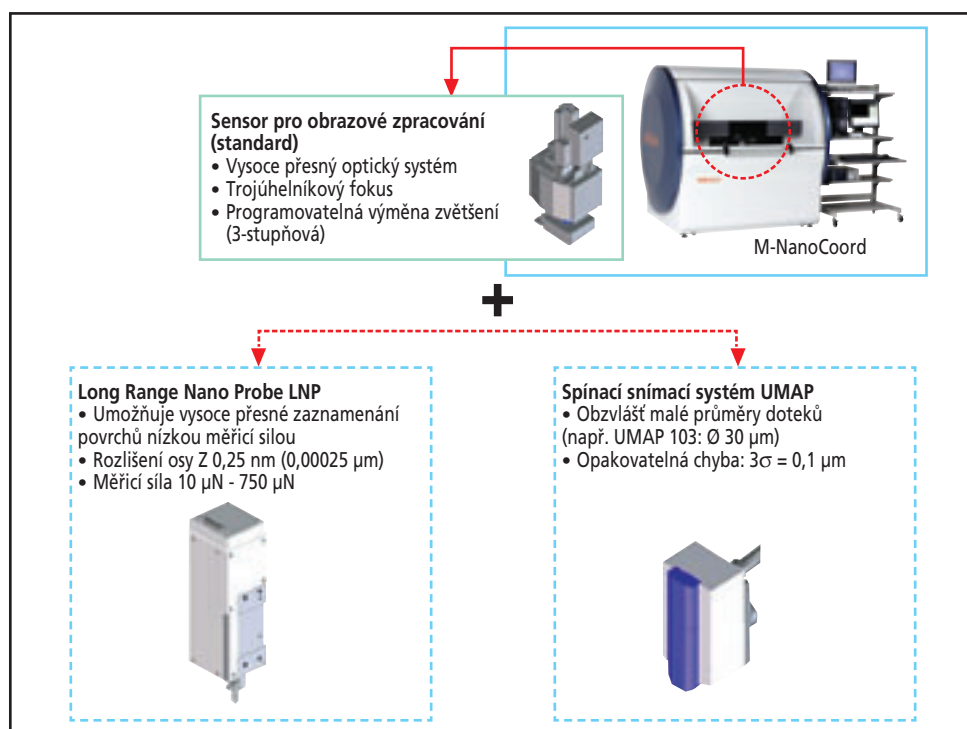 Sensor pro obrazové zpracování
(standard)
• Vysoce přesný optický systém
• Trojúhelníkový fokus
• Programovatelná výměna zvětšení
(3-stupňová)
M-NanoCoord
+
Long Range Nano Probe LNP
• Umožňuje vysoce přesné zaznamenání
povrchů nízkou měřicí silou
• Rozlišení osy Z 0,25 nm (0,00025 µm)
• Měřicí síla 10 µN - 750 µN
Spínací snímací systém UMAP
• Obzvlášť malé průměry doteků
(např. UMAP 103: Ø 30 µm)
• Opakovatelná chyba: 3σ = 0,1 µm